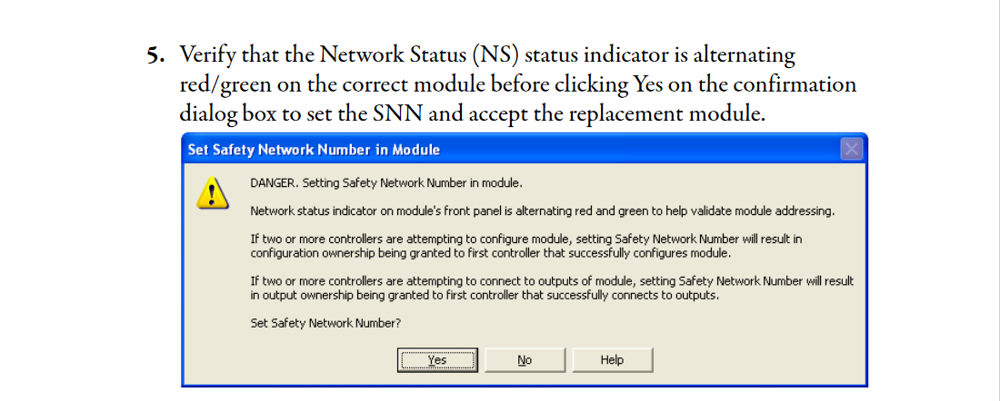 5. Verify that the Network Status (NS) status indicator is alternating
red/green on the correct module before clicking Yes on the confirmation
dialog box to set the SNN and accept the replacement module.
Set Safety Network Number in Module
DANGER. Setting Safety Network Number in module.
Network status indicator on module's front panel is alternating red and green to help validate module addressing.
If two or more controllers are attempting to configure module, setting Safety Network Number will result in
configuration ownership being granted to first controller that successfully configures module.
If two or more controllers are attempting to connect to outputs of module, setting Safety Network Number will result
in output ownership being granted to first controller that successfully connects to outputs.
Set Safety Network Number?
Yes No Help